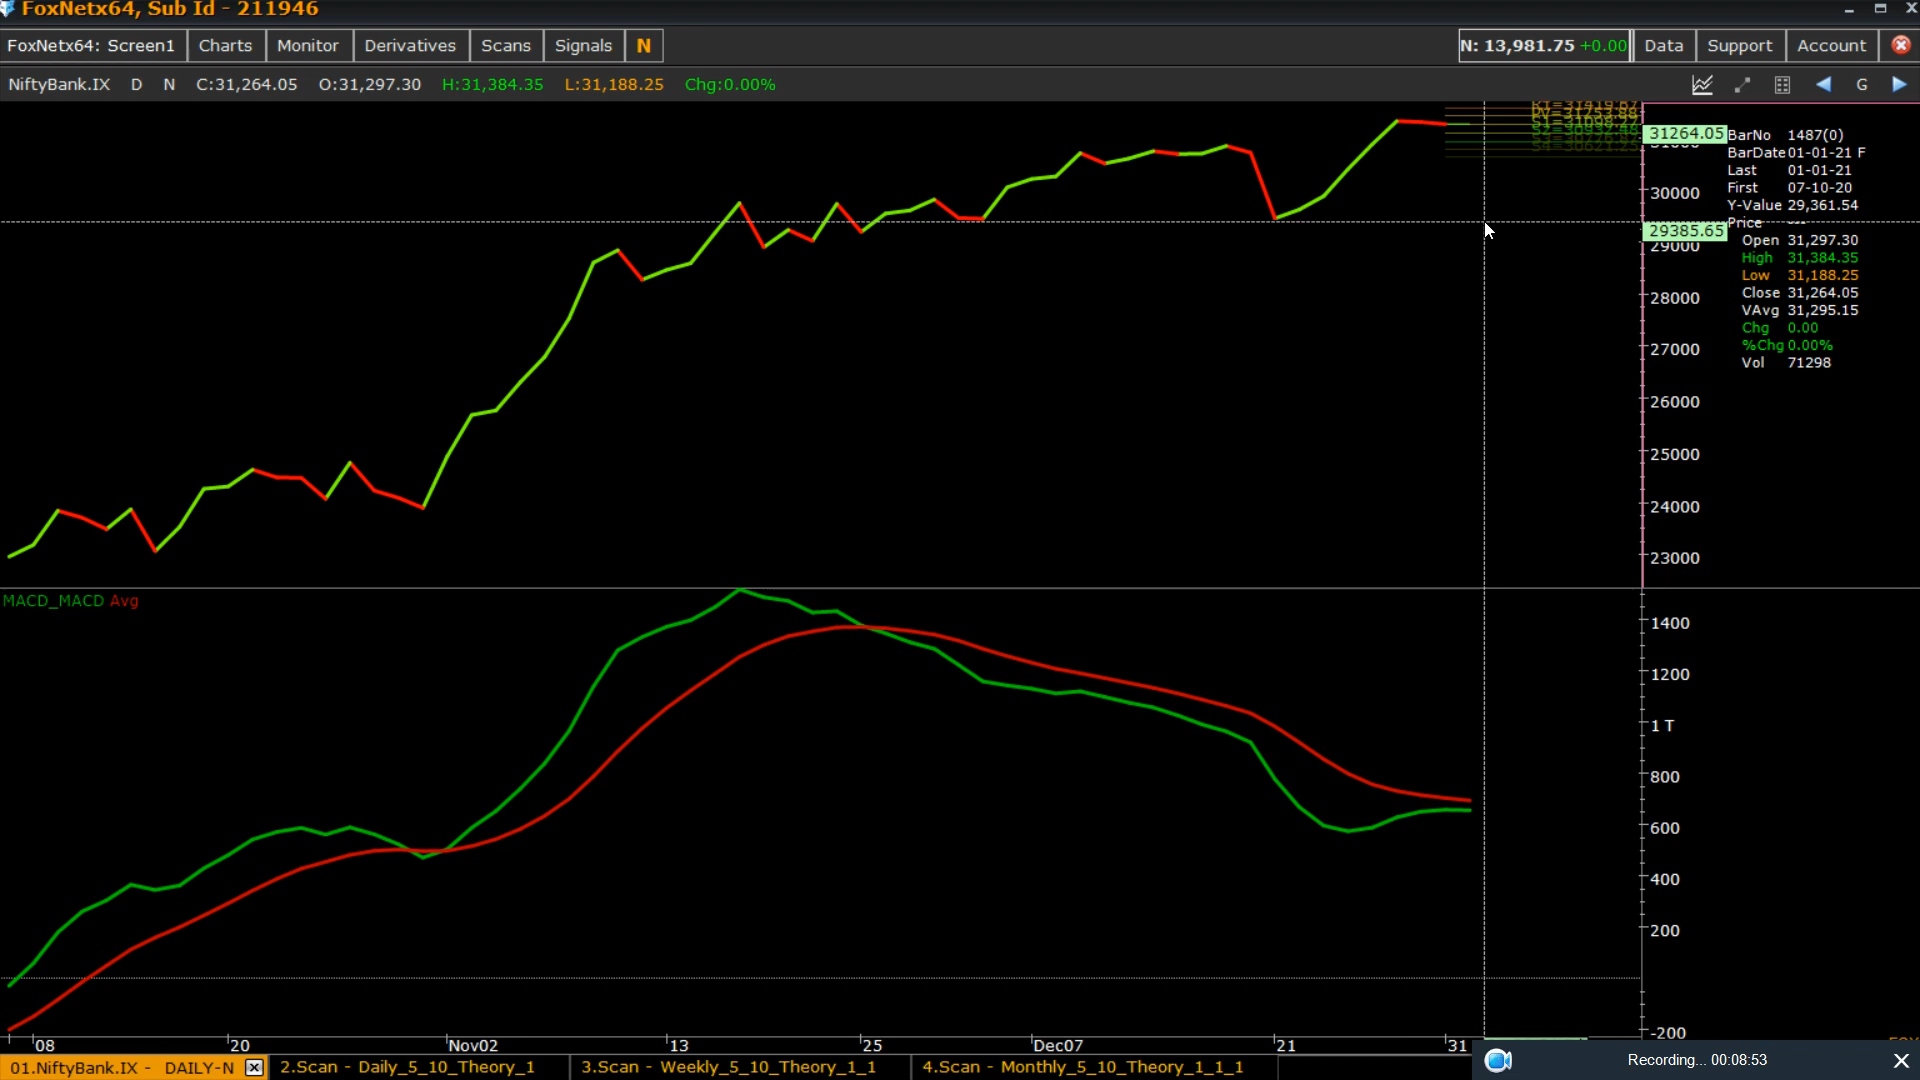 FoxNetx64, Sub Id - 211946
FoxNetx64: Screen1 Charts Monitor Derivatives Scans Signals N N: 13,981.75 +0.00 Data Support Account
NiftyBank.IX D N C:31,264.05 O:31,297.30 H:31,384.35 L:31,188.25 Chg:0.00% G
31264.05
30000
29385.65
29000
28000
27000
26000
25000
24000
23000
BarNo 1487(0)
BarDate 01-01-21 F
Last 01-01-21
First 07-10-20
Y-Value 29,361.54
Price ---
Open 31,297.30
High 31,384.35
Low 31,188.25
Close 31,264.05
VAvg 31,295.15
Chg 0.00
%Chg 0.00%
Vol 71298
MACD_MACD Avg
1400
1200
1 T
800
600
400
200
-200
08 20 Nov02 13 25 Dec07 21 31
01.NiftyBank.IX - DAILY-N 2.Scan - Daily_5_10_Theory_1 3.Scan - Weekly_5_10_Theory_1_1 4.Scan - Monthly_5_10_Theory_1_1_1
Recording... 00:08:53